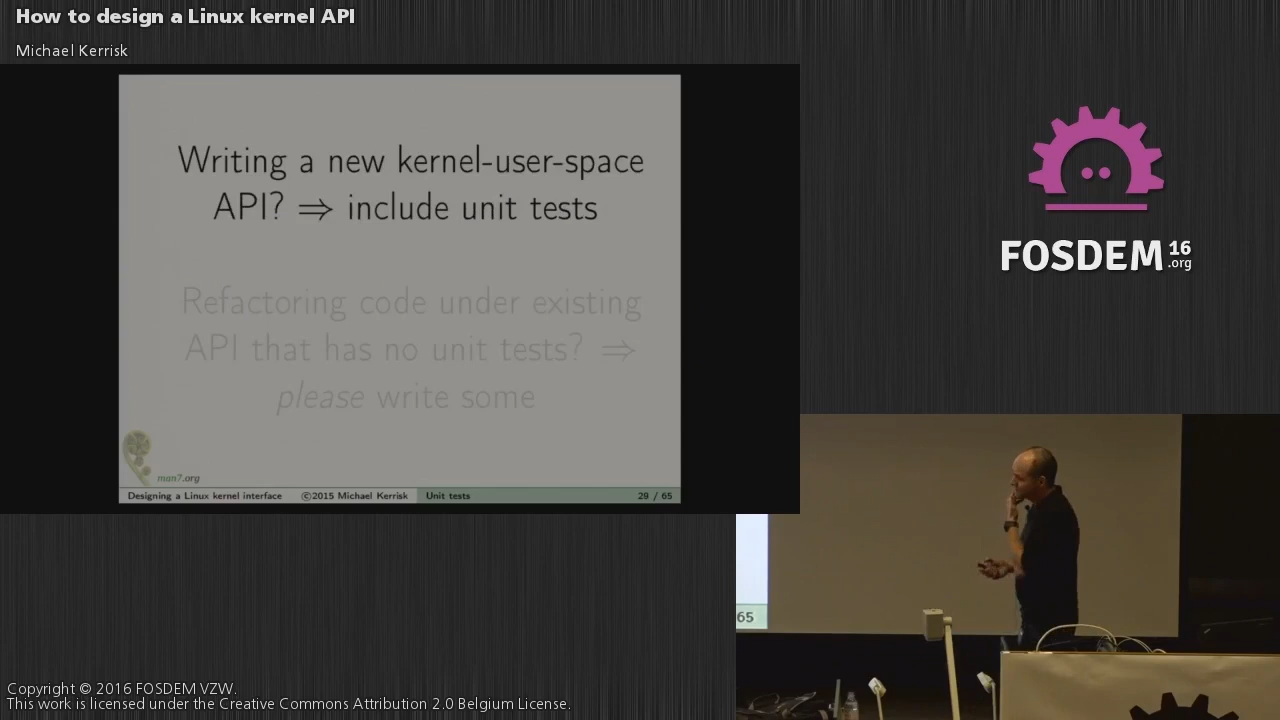 How to design a Linux kernel API
Michael Kerrisk
Writing a new kernel-user-space
API? ⇒ include unit tests
Refactoring code under existing
API that has no unit tests? ⇒
please write some
man7.org
Designing a Linux kernel interface ©2015 Michael Kerrisk Unit tests 29 / 65
FOSDEM 16
.org
65
Copyright © 2016 FOSDEM VZW.
This work is licensed under the Creative Commons Attribution 2.0 Belgium License.